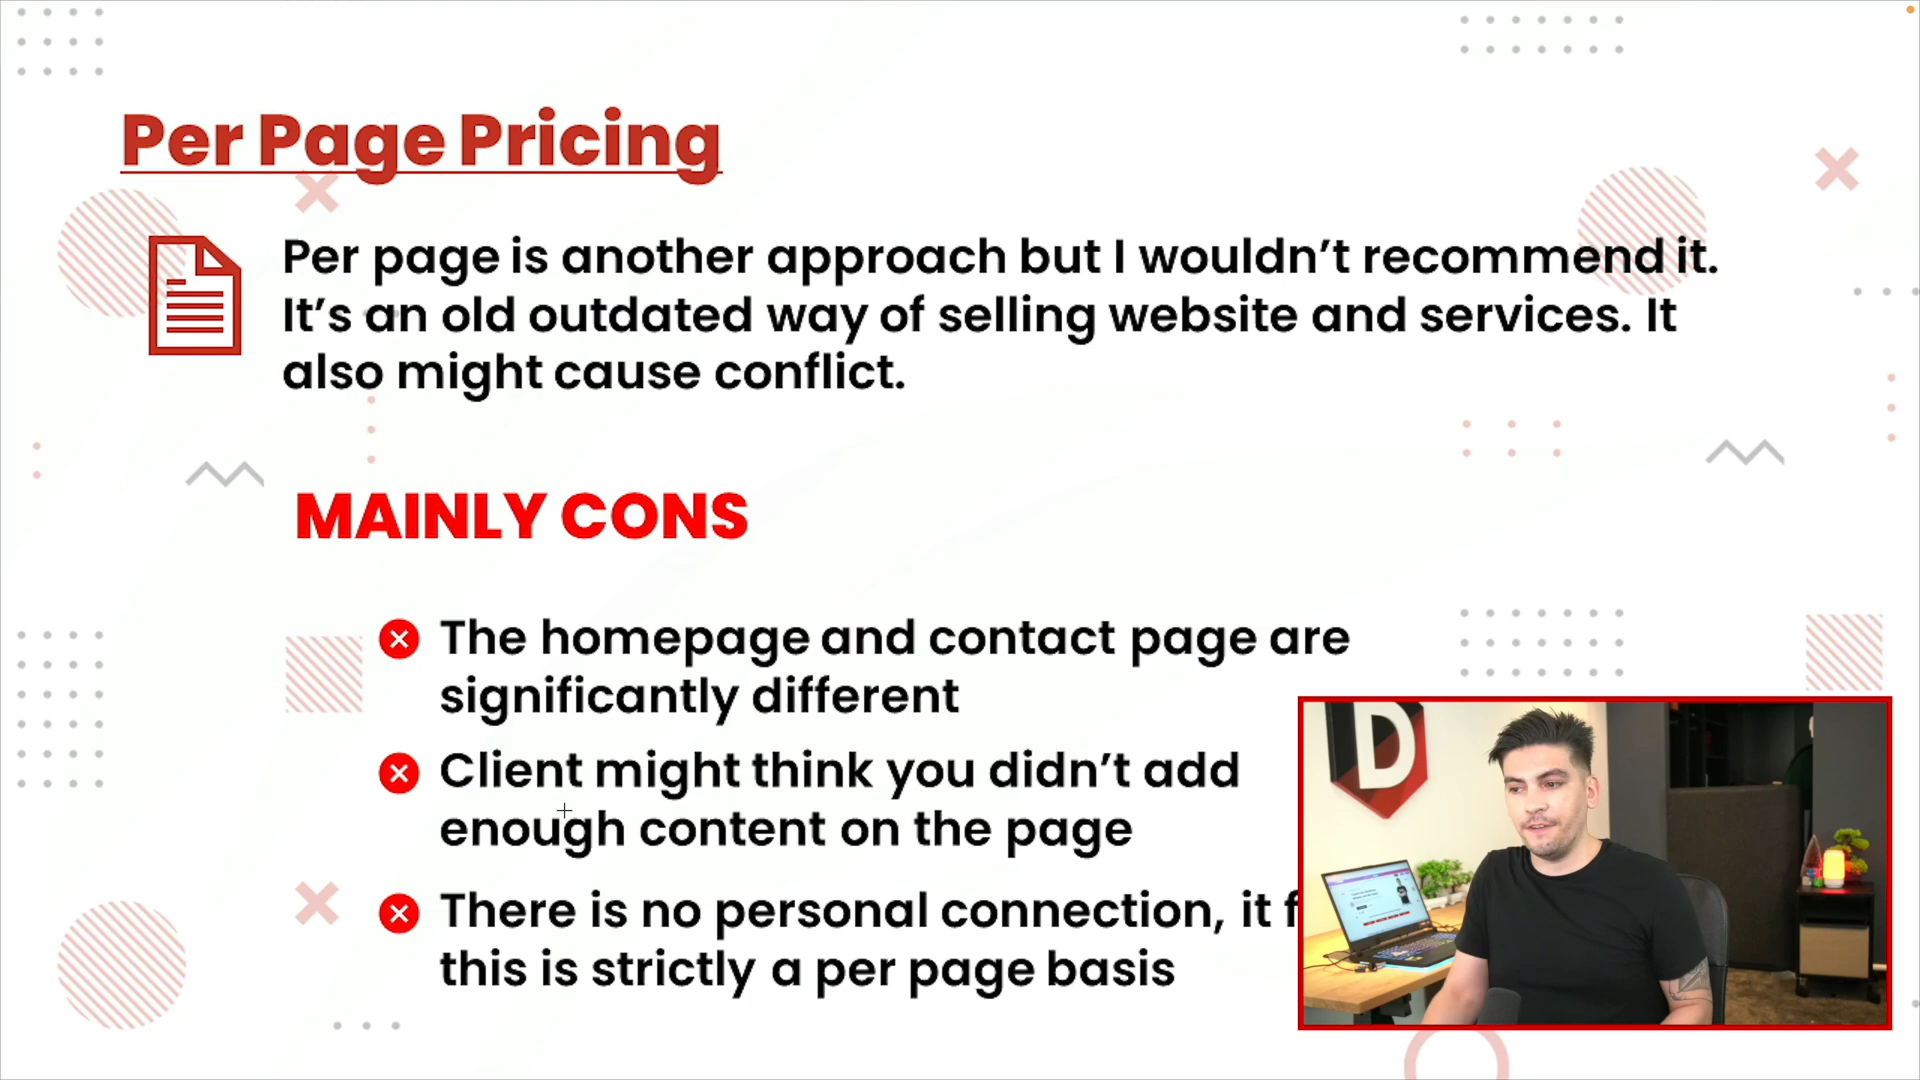 Per Page Pricing
Per page is another approach but I wouldn’t recommend it.
It’s an old outdated way of selling website and services. It
also might cause conflict.
MAINLY CONS
The homepage and contact page are
significantly different
Client might think you didn’t add
enough content on the page
There is no personal connection, it
this is strictly a per page basis
D